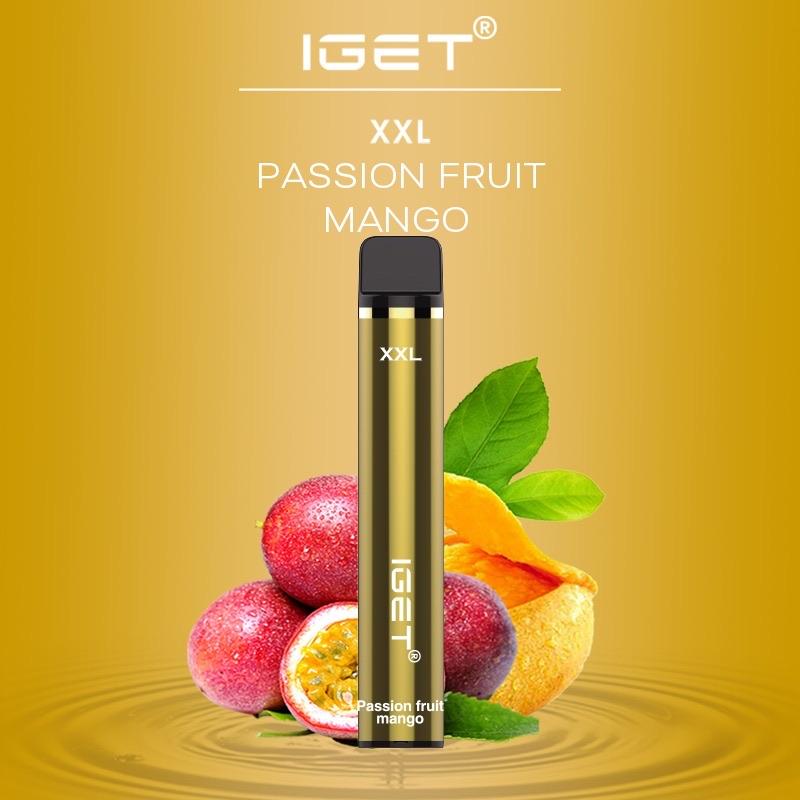 IGET®
XXL
PASSION FRUIT
MANGO
XXL
IGET®
Passion fruit
mango